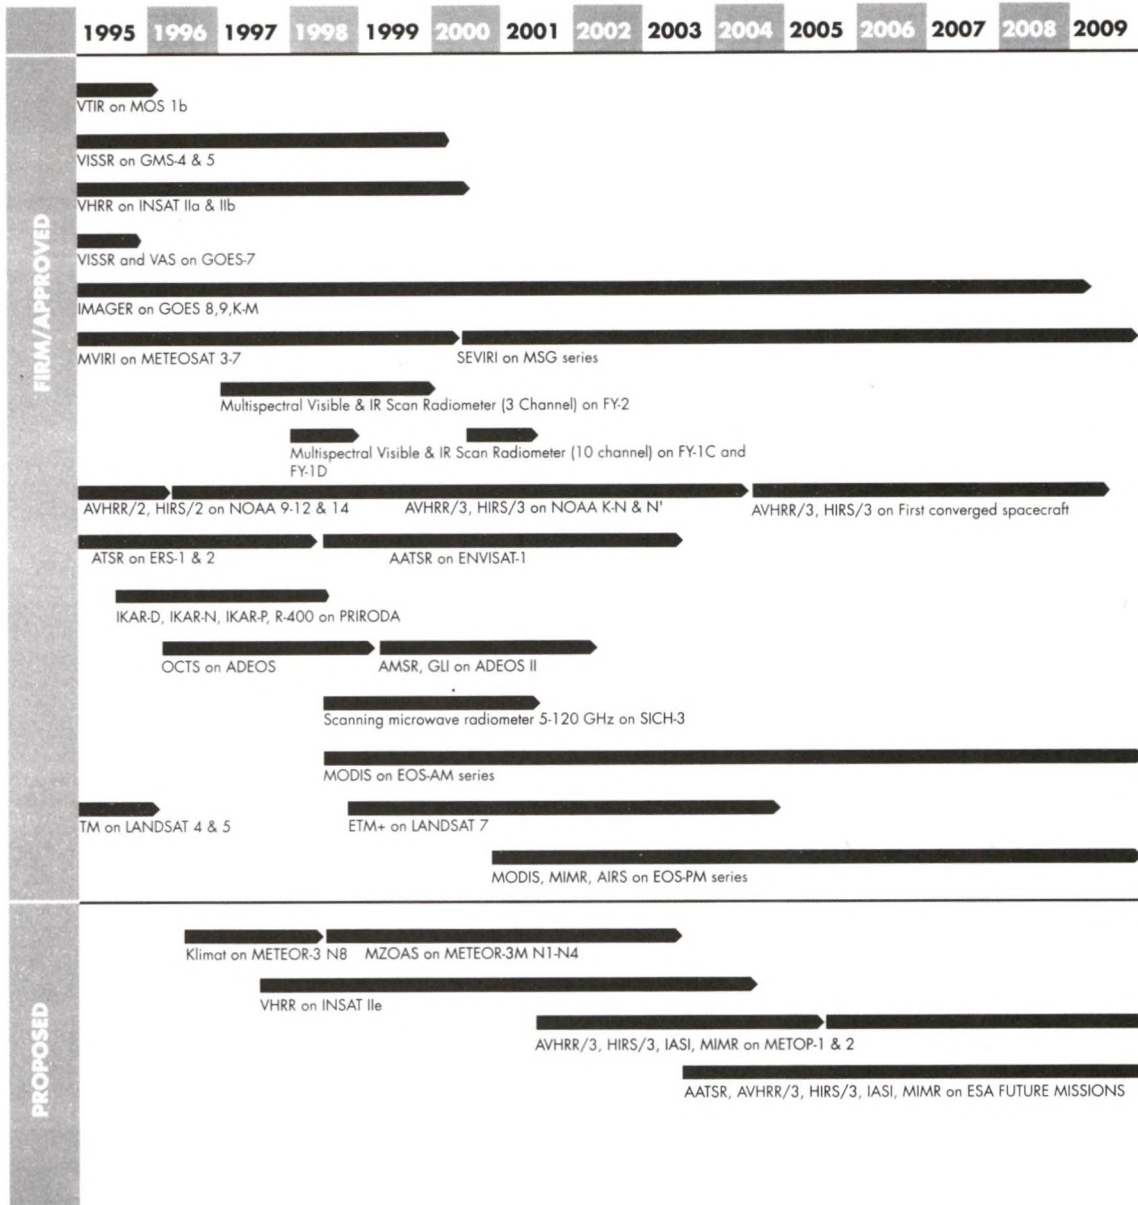 1995 1996 1997 1998 1999 2000 2001 2002 2003 2004 2005 2006 2007 2008 2009
FIRM/APPROVED
VTIR on MOS 1b
VISSR on GMS-4 & 5
VHRR on INSAT IIa & IIb
VISSR and VAS on GOES-7
IMAGER on GOES 8,9,K-M
MVIRI on METEOSAT 3-7 SEVIRI on MSG series
Multispectral Visible & IR Scan Radiometer (3 Channel) on FY-2
Multispectral Visible & IR Scan Radiometer (10 channel) on FY-1C and
FY-1D
AVHRR/2, HIRS/2 on NOAA 9-12 & 14 AVHRR/3, HIRS/3 on NOAA K-N & N' AVHRR/3, HIRS/3 on First converged spacecraft
ATSR on ERS-1 & 2 AATSR on ENVISAT-1
IKAR-D, IKAR-N, IKAR-P, R-400 on PRIRODA
OCTS on ADEOS AMSR, GLI on ADEOS II
Scanning microwave radiometer 5-120 GHz on SICH-3
MODIS on EOS-AM series
TM on LANDSAT 4 & 5 ETM+ on LANDSAT 7
MODIS, MIMR, AIRS on EOS-PM series
PROPOSED
Klimat on METEOR-3 N8 MZOAS on METEOR-3M N1-N4
VHRR on INSAT IIe
AVHRR/3, HIRS/3, IASI, MIMR on METOP-1 & 2
AATSR, AVHRR/3, HIRS/3, IASI, MIMR on ESA FUTURE MISSIONS